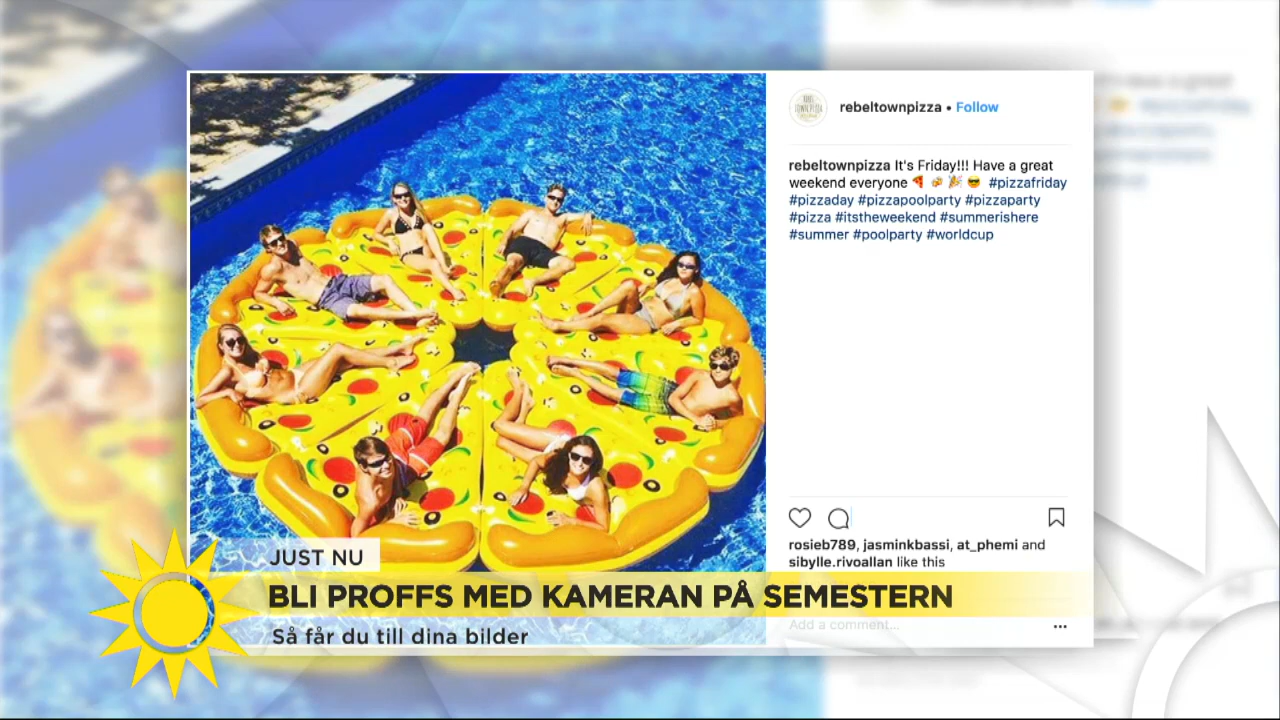 rebeltownpizza • Follow
rebeltownpizza It's Friday!!! Have a great
weekend everyone 🍕 🍻 🎉 😎 #pizzafriday
#pizzaday #pizzapoolparty #pizzaparty
#pizza #itstheweekend #summerishere
#summer #poolparty #worldcup
rosieb789, jasminkbassi, at_phemi and
sibylle.rivoallan like this
Add a comment...
JUST NU
BLI PROFFS MED KAMERAN PÅ SEMESTERN
Så får du till dina bilder